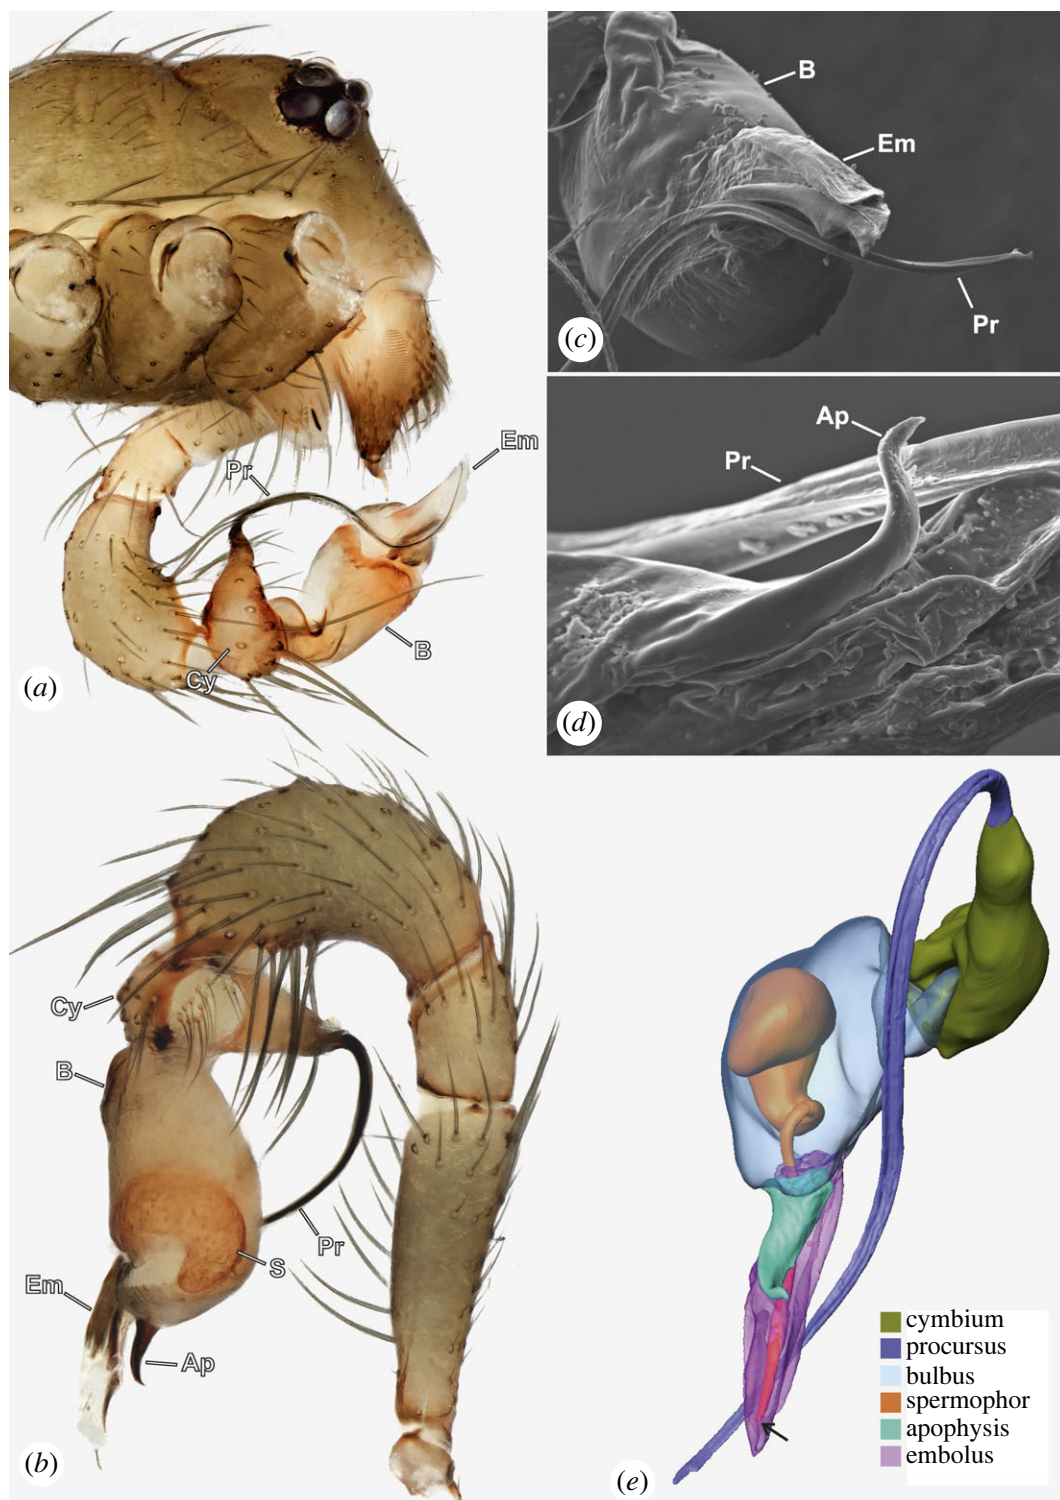 Em
Pr
B
Cy
(a)
B
Em
Pr
(c)
Ap
Pr
(d)
Cy
B
Pr
S
Em
Ap
(b)
cymbium
procursus
bulbus
spermophor
apophysis
embolus
(e)